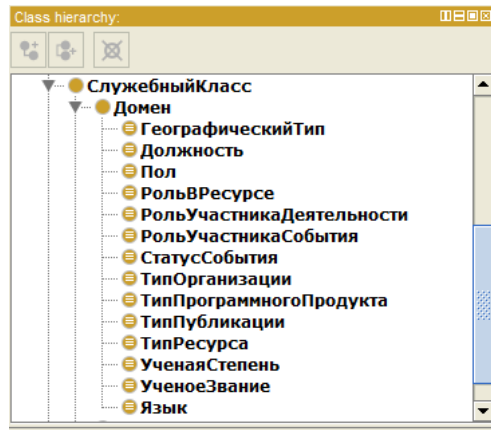 Class hierarchy:
СлужебныйКласс
Домен
ГеографическийТип
Должность
Пол
РольВРесурсе
РольУчастникаДеятельности
РольУчастникаСобытия
СтатусСобытия
ТипОрганизации
ТипПрограммногоПродукта
ТипПубликации
ТипРесурса
УченаяСтепень
УченоеЗвание
Язык